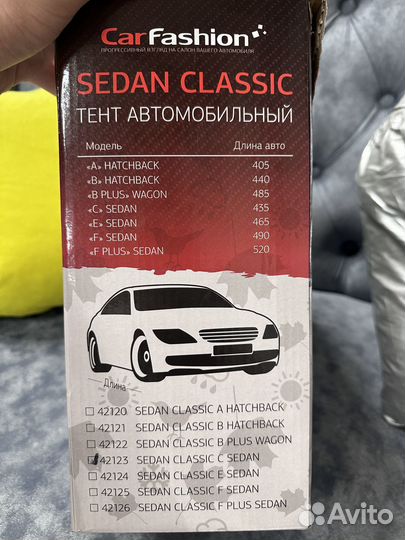 CarFashion
ПРОГРЕССИВНЫЙ ВЗГЛЯД НА САЛОН ВАШЕГО АВТОМОБИЛЯ
SEDAN CLASSIC
ТЕНТ АВТОМОБИЛЬНЫЙ
Модель Длина авто
«A» HATCHBACK 405
«B» HATCHBACK 440
«B PLUS» WAGON 485
«C» SEDAN 435
«E» SEDAN 465
«F» SEDAN 490
«F PLUS» SEDAN 520
Длина
42120 SEDAN CLASSIC A HATCHBACK
42121 SEDAN CLASSIC B HATCHBACK
42122 SEDAN CLASSIC B PLUS WAGON
42123 SEDAN CLASSIC C SEDAN
42124 SEDAN CLASSIC E SEDAN
42125 SEDAN CLASSIC F SEDAN
42126 SEDAN CLASSIC F PLUS SEDAN
Avito